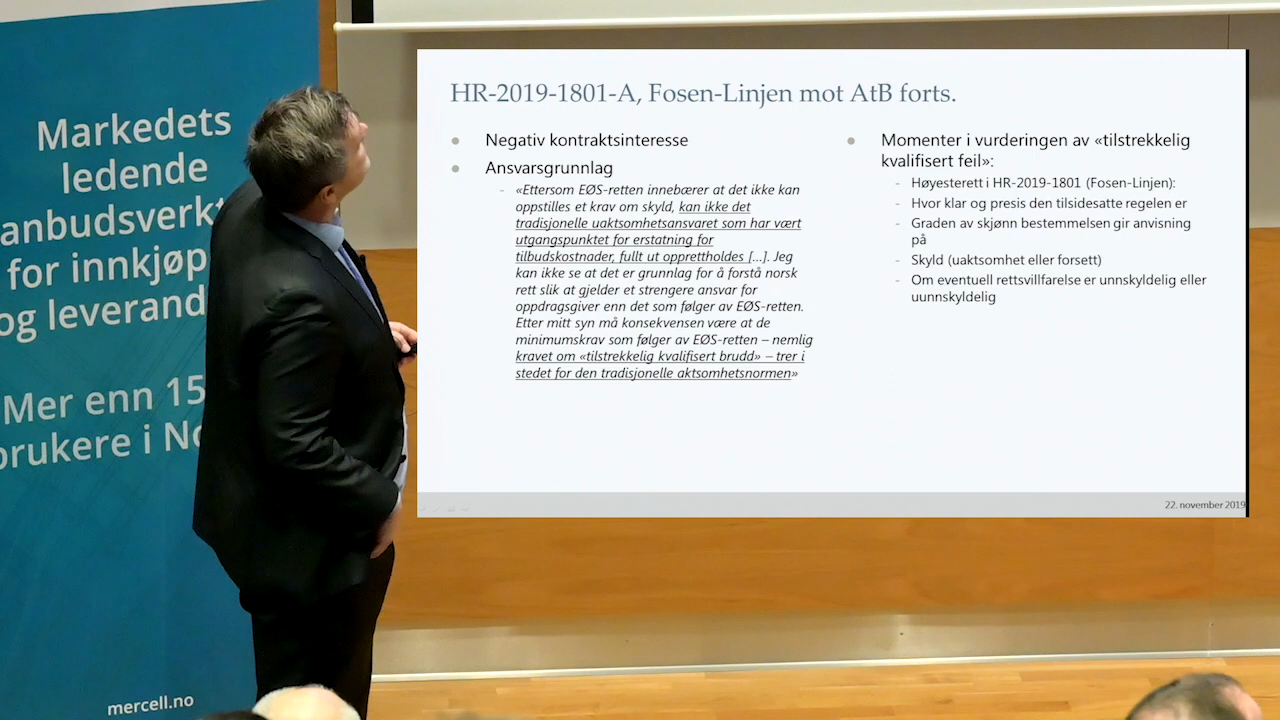 Markedets
ledende
anbudsverkt
for innkjøp
og leverand
Mer enn 15
brukere i No
mercell.no
HR-2019-1801-A, Fosen-Linjen mot AtB forts.
Negativ kontraktsinteresse
Ansvarsgrunnlag
- «Ettersom EØS-retten innebærer at det ikke kan
oppstilles et krav om skyld, kan ikke det
tradisjonelle uaktsomhetsansvaret som har vært
utgangspunktet for erstatning for
tilbudskostnader, fullt ut opprettholdes [...]. Jeg
kan ikke se at det er grunnlag for å forstå norsk
rett slik at gjelder et strengere ansvar for
oppdragsgiver enn det som følger av EØS-retten.
Etter mitt syn må konsekvensen være at de
minimumskrav som følger av EØS-retten – nemlig
kravet om «tilstrekkelig kvalifisert brudd» – trer i
stedet for den tradisjonelle aktsomhetsnormen»
Momenter i vurderingen av «tilstrekkelig
kvalifisert feil»:
- Høyesterett i HR-2019-1801 (Fosen-Linjen):
- Hvor klar og presis den tilsidesatte regelen er
- Graden av skjønn bestemmelsen gir anvisning
på
- Skyld (uaktsomhet eller forsett)
- Om eventuell rettsvillfarelse er unnskyldelig eller
uunnskyldelig
22. november 2019